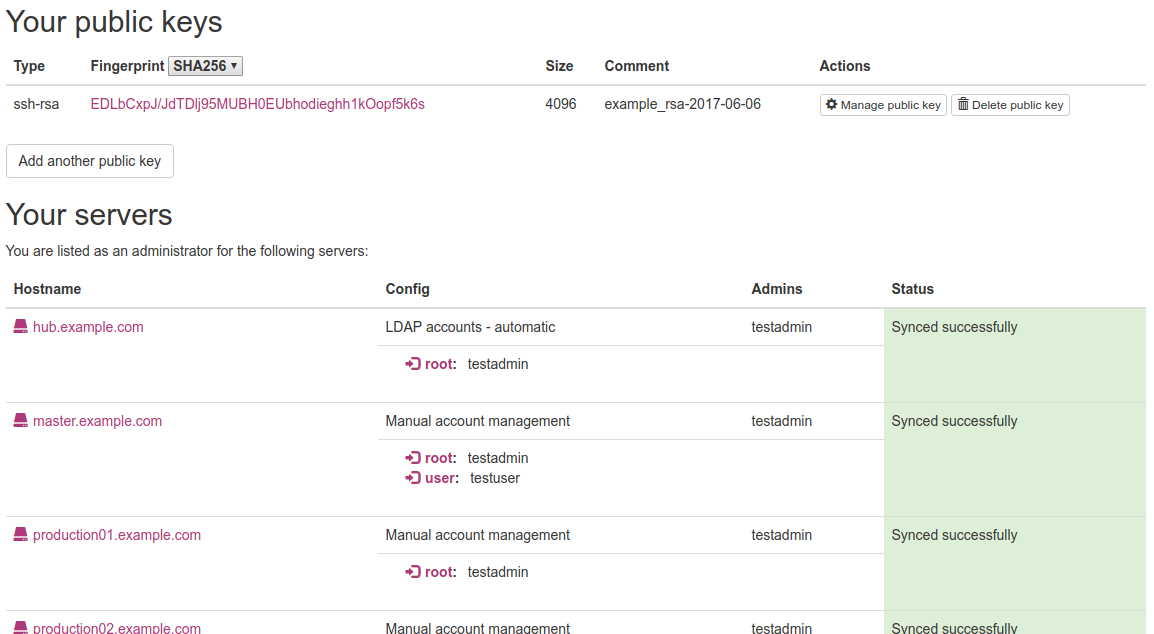 Your public keys
Type Fingerprint SHA256 ▾ Size Comment Actions
ssh-rsa EDLbCxpJ/JdTDlj95MUBH0EUbhodieghh1kOopf5k6s 4096 example_rsa-2017-06-06 Manage public key Delete public key
Add another public key
Your servers
You are listed as an administrator for the following servers:
Hostname Config Admins Status
hub.example.com LDAP accounts - automatic testadmin Synced successfully
root: testadmin
master.example.com Manual account management testadmin Synced successfully
root: testadmin
user: testuser
production01.example.com Manual account management testadmin Synced successfully
root: testadmin
production02.example.com Manual account management testadmin Synced successfully